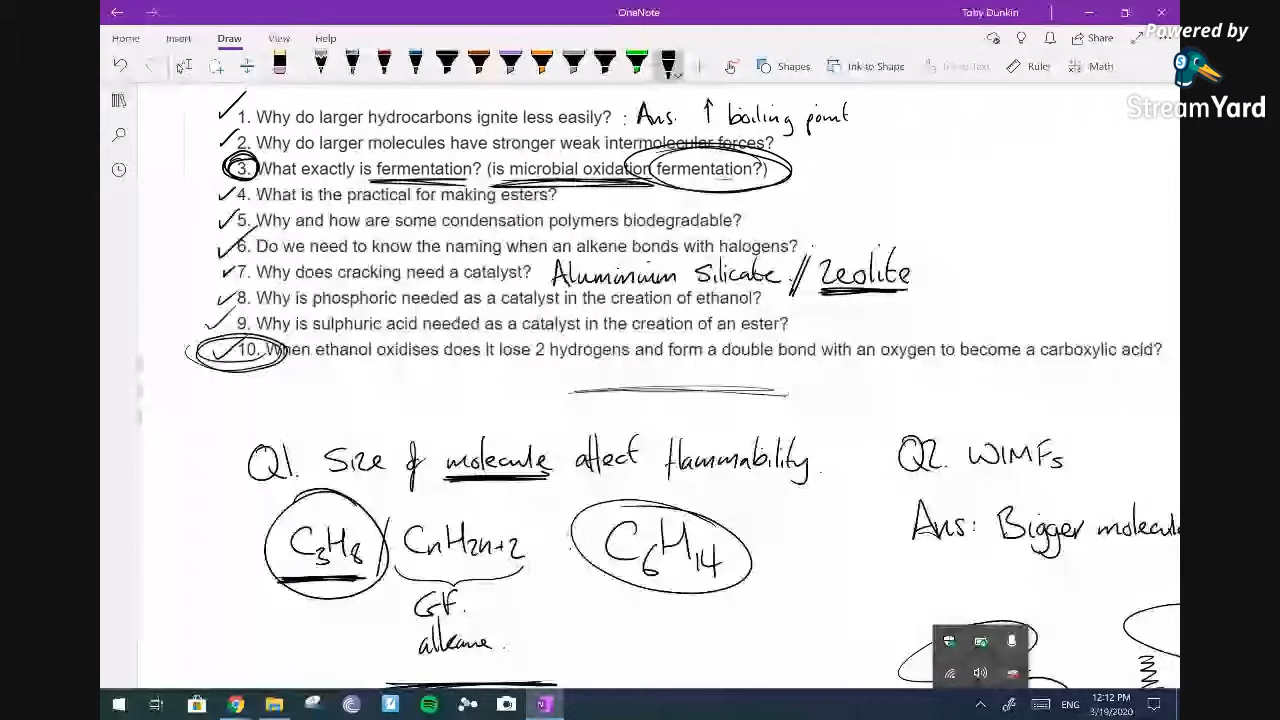 OneNote
Toby Dunkin
Powered by
StreamYard
Home Insert Draw View Help
Share
Shapes Ink to Shape Ink to Text Ruler Math
1. Why do larger hydrocarbons ignite less easily? : Ans. ↑ boiling point
2. Why do larger molecules have stronger weak intermolecular forces?
3. What exactly is fermentation? (is microbial oxidation fermentation?)
4. What is the practical for making esters?
5. Why and how are some condensation polymers biodegradable?
6. Do we need to know the naming when an alkene bonds with halogens?
7. Why does cracking need a catalyst? Aluminium Silicate // Zeolite
8. Why is phosphoric needed as a catalyst in the creation of ethanol?
9. Why is sulphuric acid needed as a catalyst in the creation of an ester?
10. When ethanol oxidises does it lose 2 hydrogens and form a double bond with an oxygen to become a carboxylic acid?
Q1. Size of molecule affect flammability.
Q2. WIMFs
Ans: Bigger molecule
C3H8 / CnH2n+2 C6H14
G.F.
alkane.
ENG
12:12 PM
3/19/2020